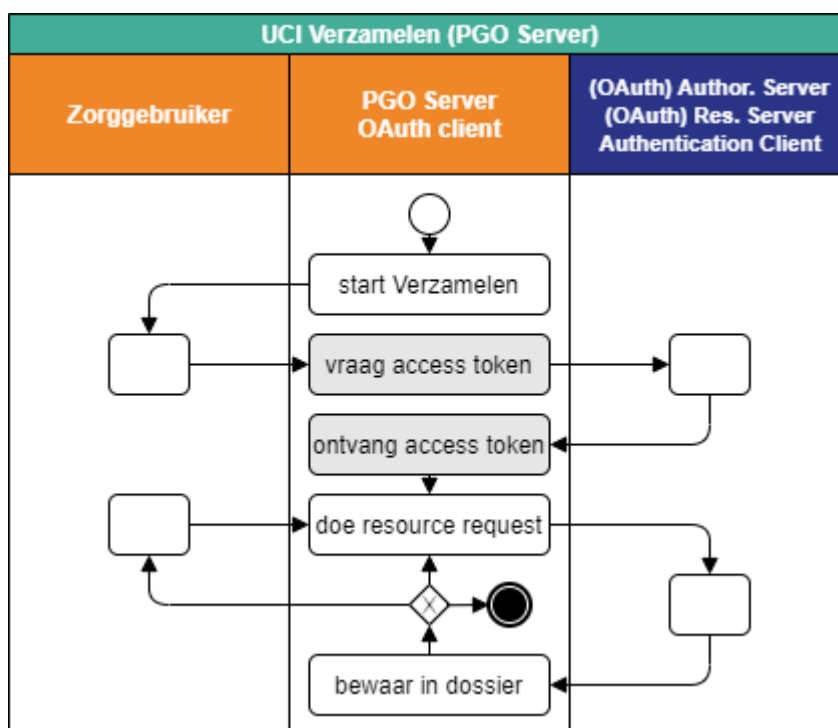 UCI Verzamelen (PGO Server)
Zorggebruiker
PGO Server
OAuth client
(OAuth) Author. Server
(OAuth) Res. Server
Authentication Client
start Verzamelen
vraag access token
ontvang access token
doe resource request
X
bewaar in dossier